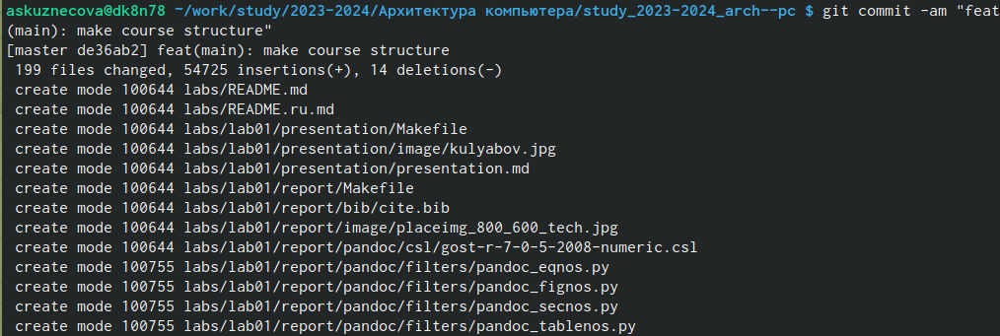 askuznecova@dk8n78 ~/work/study/2023-2024/Архитектура компьютера/study_2023-2024_arch--pc $ git commit -am "feat
(main): make course structure"
[master de36ab2] feat(main): make course structure
 199 files changed, 54725 insertions(+), 14 deletions(-)
 create mode 100644 labs/README.md
 create mode 100644 labs/README.ru.md
 create mode 100644 labs/lab01/presentation/Makefile
 create mode 100644 labs/lab01/presentation/image/kulyabov.jpg
 create mode 100644 labs/lab01/presentation/presentation.md
 create mode 100644 labs/lab01/report/Makefile
 create mode 100644 labs/lab01/report/bib/cite.bib
 create mode 100644 labs/lab01/report/image/placeimg_800_600_tech.jpg
 create mode 100644 labs/lab01/report/pandoc/csl/gost-r-7-0-5-2008-numeric.csl
 create mode 100755 labs/lab01/report/pandoc/filters/pandoc_eqnos.py
 create mode 100755 labs/lab01/report/pandoc/filters/pandoc_fignos.py
 create mode 100755 labs/lab01/report/pandoc/filters/pandoc_secnos.py
 create mode 100755 labs/lab01/report/pandoc/filters/pandoc_tablenos.py